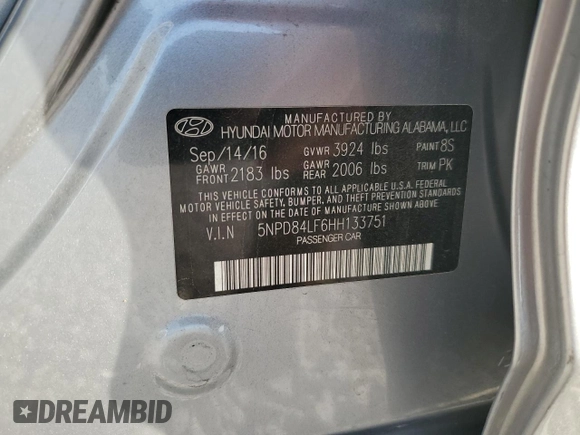 MANUFACTURED BY
HYUNDAI MOTOR MANUFACTURING ALABAMA, LLC
Sep/14/16 GVWR 3924 lbs PAINT 8S
GAWR FRONT 2183 lbs GAWR REAR 2006 lbs TRIM PK
THIS VEHICLE CONFORMS TO ALL APPLICABLE U.S.A. FEDERAL
MOTOR VEHICLE SAFETY, BUMPER, AND THEFT PREVENTION STANDARDS
IN EFFECT ON THE DATE OF MANUFACTURE SHOWN ABOVE.
V.I.N 5NPD84LF6HH133751
PASSENGER CAR
DREAMBID